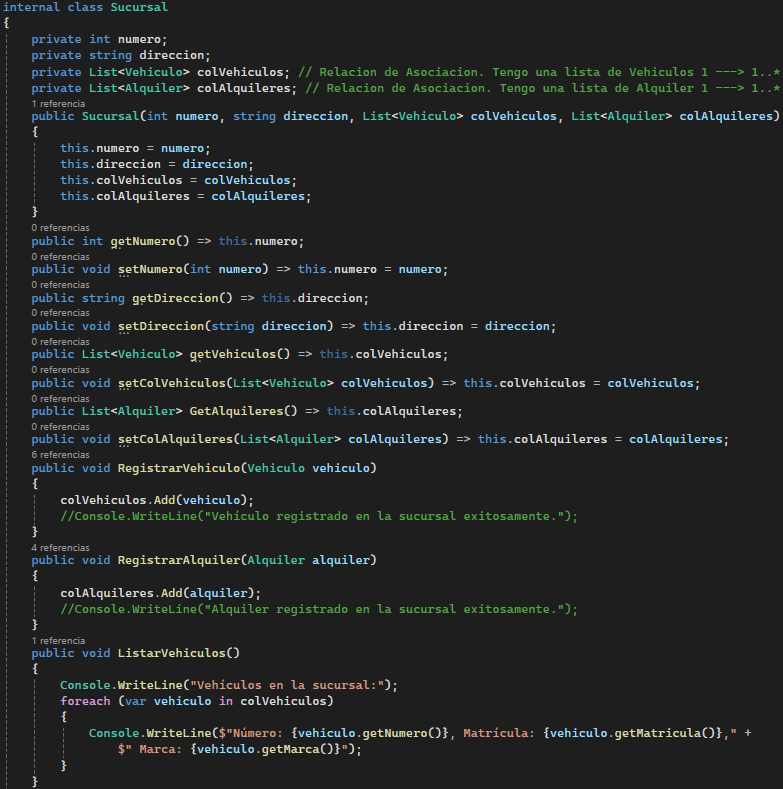 internal class Sucursal
{
private int numero;
private string direccion;
private List<Vehiculo> colVehiculos; // Relacion de Asociacion. Tengo una lista de Vehiculos 1 ---> 1..*
private List<Alquiler> colAlquileres; // Relacion de Asociacion. Tengo una lista de Alquiler 1 ---> 1..*
1 referencia
public Sucursal(int numero, string direccion, List<Vehiculo> colVehiculos, List<Alquiler> colAlquileres)
{
this.numero = numero;
this.direccion = direccion;
this.colVehiculos = colVehiculos;
this.colAlquileres = colAlquileres;
}
0 referencias
public int getNumero() => this.numero;
0 referencias
public void setNumero(int numero) => this.numero = numero;
0 referencias
public string getDireccion() => this.direccion;
0 referencias
public void setDireccion(string direccion) => this.direccion = direccion;
0 referencias
public List<Vehiculo> getVehiculos() => this.colVehiculos;
0 referencias
public void setColVehiculos(List<Vehiculo> colVehiculos) => this.colVehiculos = colVehiculos;
0 referencias
public List<Alquiler> GetAlquileres() => this.colAlquileres;
0 referencias
public void setColAlquileres(List<Alquiler> colAlquileres) => this.colAlquileres = colAlquileres;
6 referencias
public void RegistrarVehiculo(Vehiculo vehiculo)
{
colVehiculos.Add(vehiculo);
//Console.WriteLine("Vehículo registrado en la sucursal exitosamente.");
}
4 referencias
public void RegistrarAlquiler(Alquiler alquiler)
{
colAlquileres.Add(alquiler);
//Console.WriteLine("Alquiler registrado en la sucursal exitosamente.");
}
1 referencia
public void ListarVehiculos()
{
Console.WriteLine("Vehículos en la sucursal:");
foreach (var vehiculo in colVehiculos)
{
Console.WriteLine($"Número: {vehiculo.getNumero()}, Matrícula: {vehiculo.getMatricula()}," +
$" Marca: {vehiculo.getMarca()}");
}
}